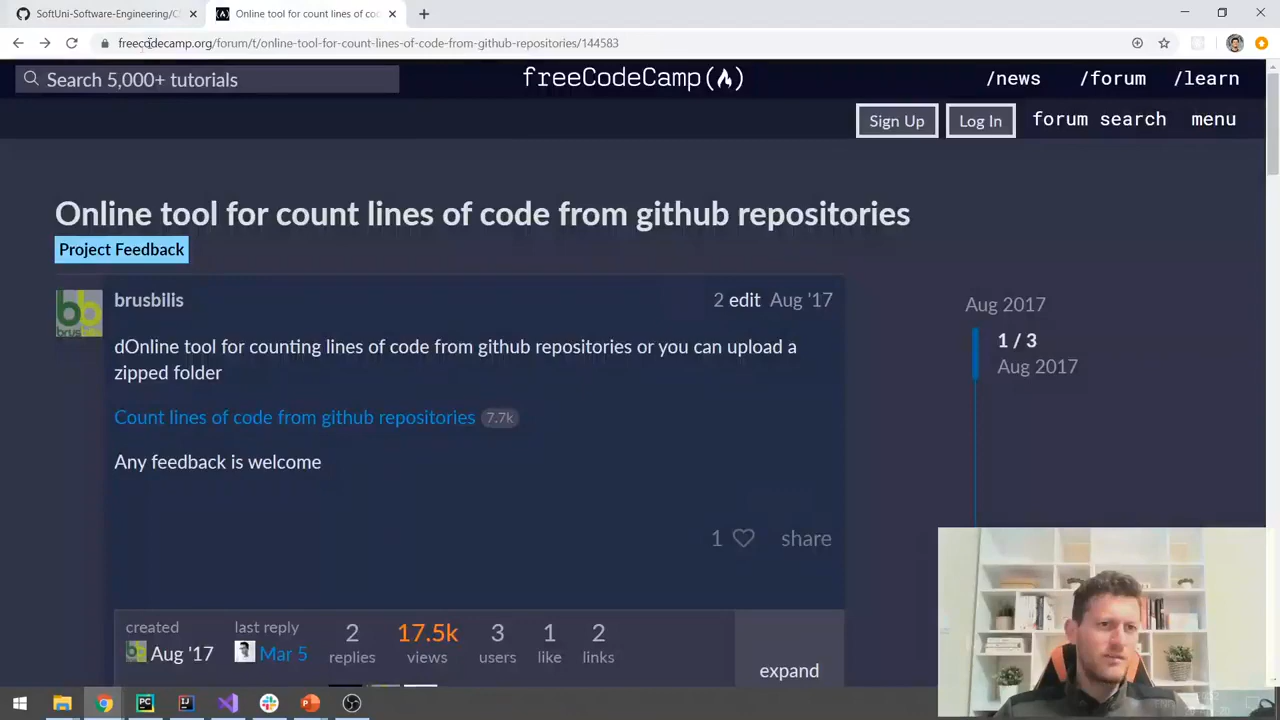 SoftUni-Software-Engineering/C
Online tool for count lines of co
freecodecamp.org/forum/t/online-tool-for-count-lines-of-code-from-github-repositories/144583
Search 5,000+ tutorials
freeCodeCamp
/news
/forum
/learn
Sign Up
Log In
forum search
menu
Online tool for count lines of code from github repositories
Project Feedback
brusbilis
2 edit Aug '17
dOnline tool for counting lines of code from github repositories or you can upload a
zipped folder
Count lines of code from github repositories 7.7k
Any feedback is welcome
1
share
Aug 2017
1 / 3
Aug 2017
created
Aug '17
last reply
Mar 5
2
replies
17.5k
views
3
users
1
like
2
links
expand